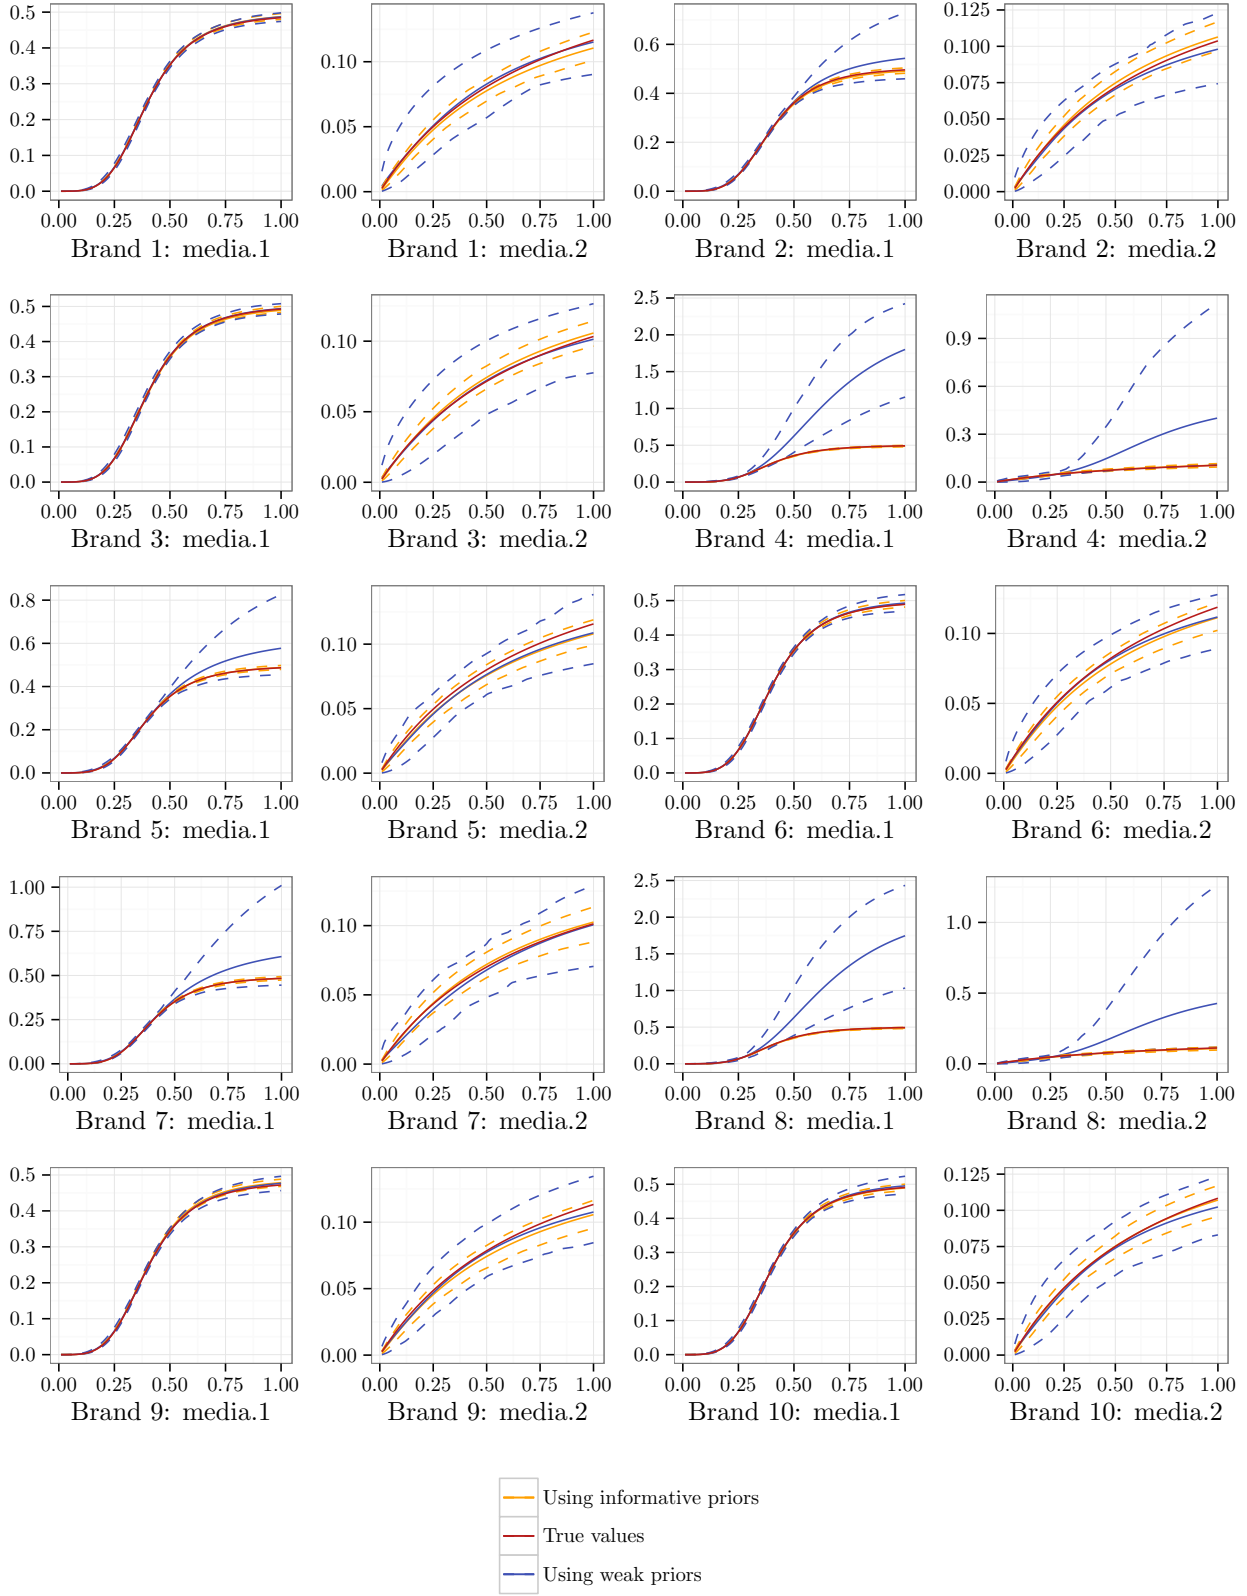 0.5
0.4
0.3
0.2
0.1
0.0
0.00 0.25 0.50 0.75 1.00
Brand 1: media.1
0.10
0.05
0.00
0.00 0.25 0.50 0.75 1.00
Brand 1: media.2
0.6
0.4
0.2
0.0
0.00 0.25 0.50 0.75 1.00
Brand 2: media.1
0.125
0.100
0.075
0.050
0.025
0.000
0.00 0.25 0.50 0.75 1.00
Brand 2: media.2
0.5
0.4
0.3
0.2
0.1
0.0
0.00 0.25 0.50 0.75 1.00
Brand 3: media.1
0.10
0.05
0.00
0.00 0.25 0.50 0.75 1.00
Brand 3: media.2
2.5
2.0
1.5
1.0
0.5
0.0
0.00 0.25 0.50 0.75 1.00
Brand 4: media.1
0.9
0.6
0.3
0.0
0.00 0.25 0.50 0.75 1.00
Brand 4: media.2
0.8
0.6
0.4
0.2
0.0
0.00 0.25 0.50 0.75 1.00
Brand 5: media.1
0.10
0.05
0.00
0.00 0.25 0.50 0.75 1.00
Brand 5: media.2
0.5
0.4
0.3
0.2
0.1
0.0
0.00 0.25 0.50 0.75 1.00
Brand 6: media.1
0.10
0.05
0.00
0.00 0.25 0.50 0.75 1.00
Brand 6: media.2
1.00
0.75
0.50
0.25
0.00
0.00 0.25 0.50 0.75 1.00
Brand 7: media.1
0.10
0.05
0.00
0.00 0.25 0.50 0.75 1.00
Brand 7: media.2
2.5
2.0
1.5
1.0
0.5
0.0
0.00 0.25 0.50 0.75 1.00
Brand 8: media.1
1.0
0.5
0.0
0.00 0.25 0.50 0.75 1.00
Brand 8: media.2
0.5
0.4
0.3
0.2
0.1
0.0
0.00 0.25 0.50 0.75 1.00
Brand 9: media.1
0.10
0.05
0.00
0.00 0.25 0.50 0.75 1.00
Brand 9: media.2
0.5
0.4
0.3
0.2
0.1
0.0
0.00 0.25 0.50 0.75 1.00
Brand 10: media.1
0.125
0.100
0.075
0.050
0.025
0.000
0.00 0.25 0.50 0.75 1.00
Brand 10: media.2
Using informative priors
True values
Using weak priors